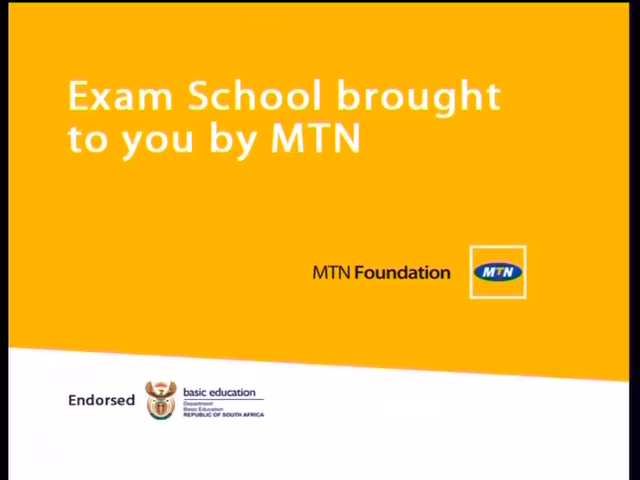 Exam School brought
to you by MTN
MTN Foundation
MTN
Endorsed
basic education
Department:
Basic Education
REPUBLIC OF SOUTH AFRICA